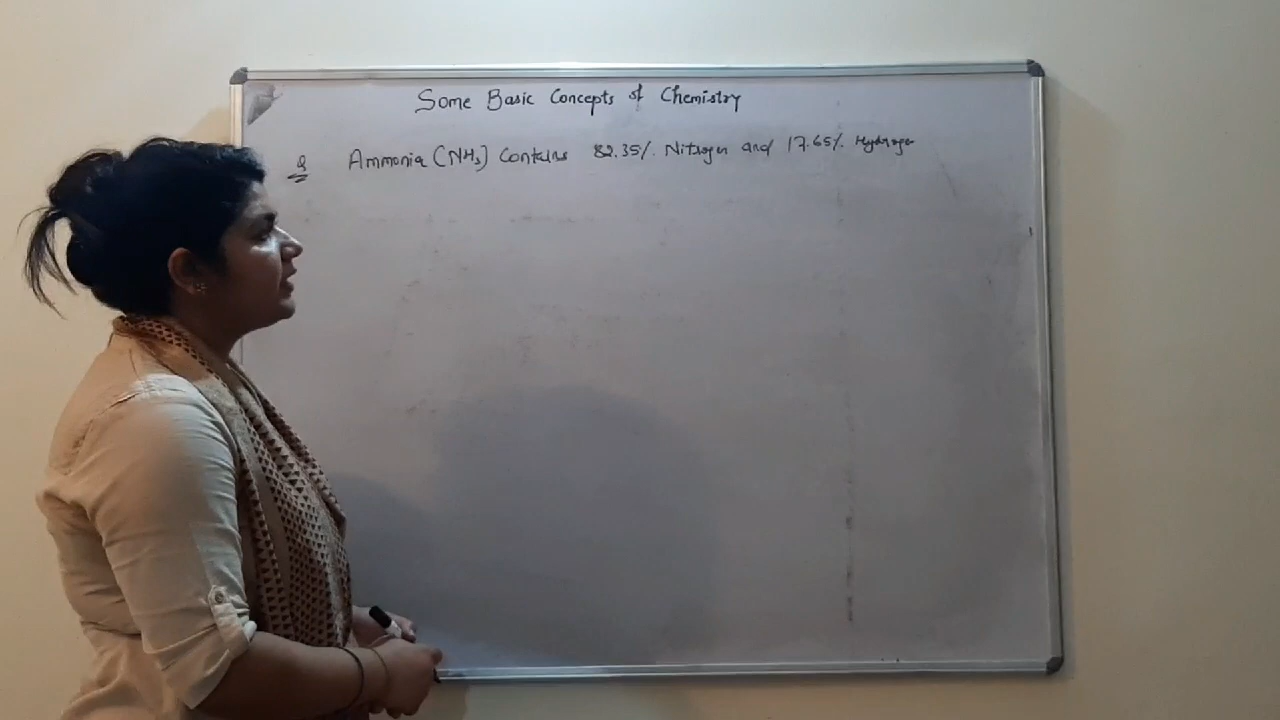 Some Basic Concepts of Chemistry
Q Ammonia (NH3) Contains 82.35%. Nitrogen and 17.65%. Hydrogen